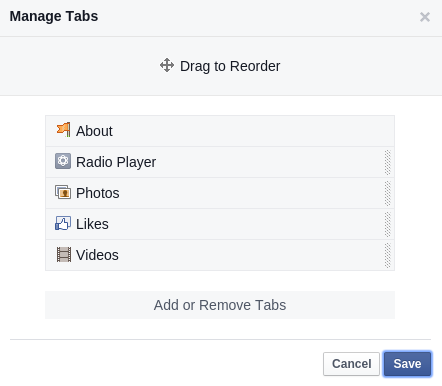 Manage Tabs
Drag to Reorder
About
Radio Player
Photos
Likes
Videos
Add or Remove Tabs
Cancel Save